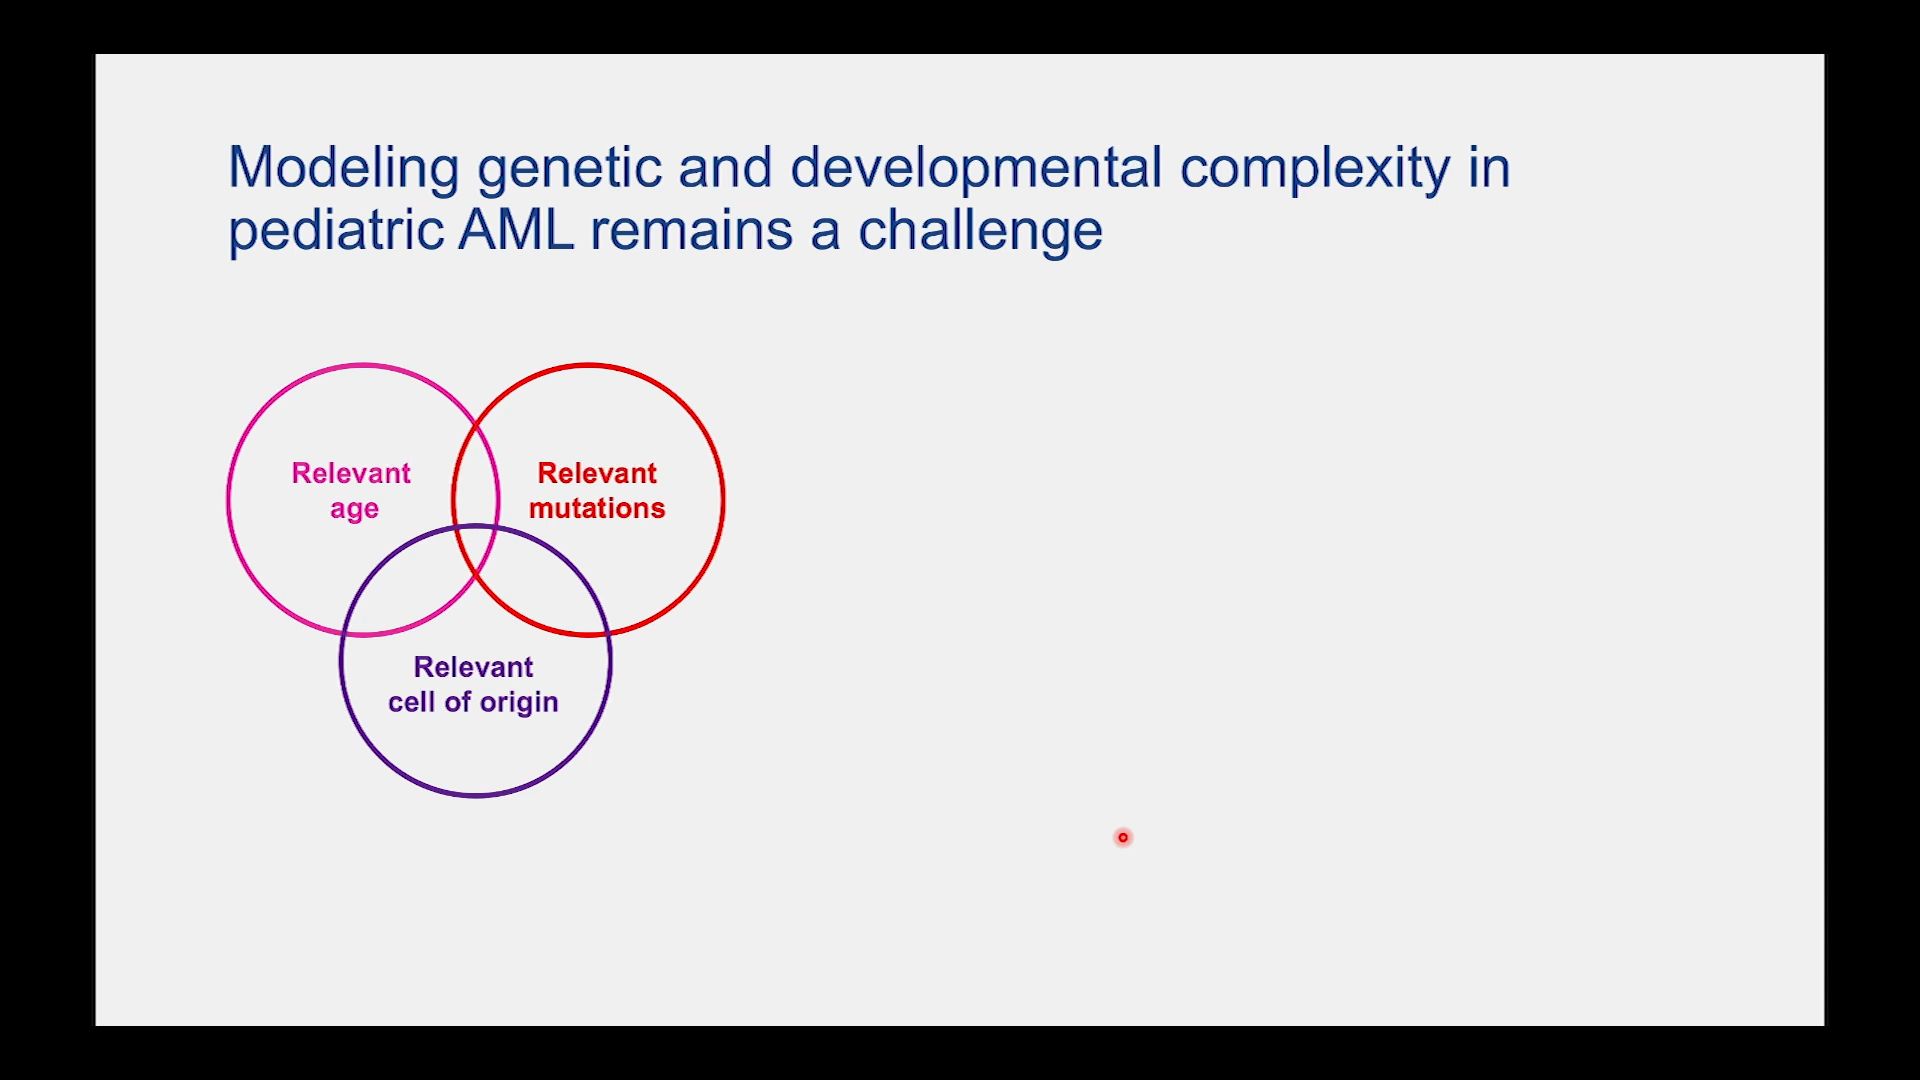 Modeling genetic and developmental complexity in
pediatric AML remains a challenge
Relevant
age
Relevant
mutations
Relevant
cell of origin